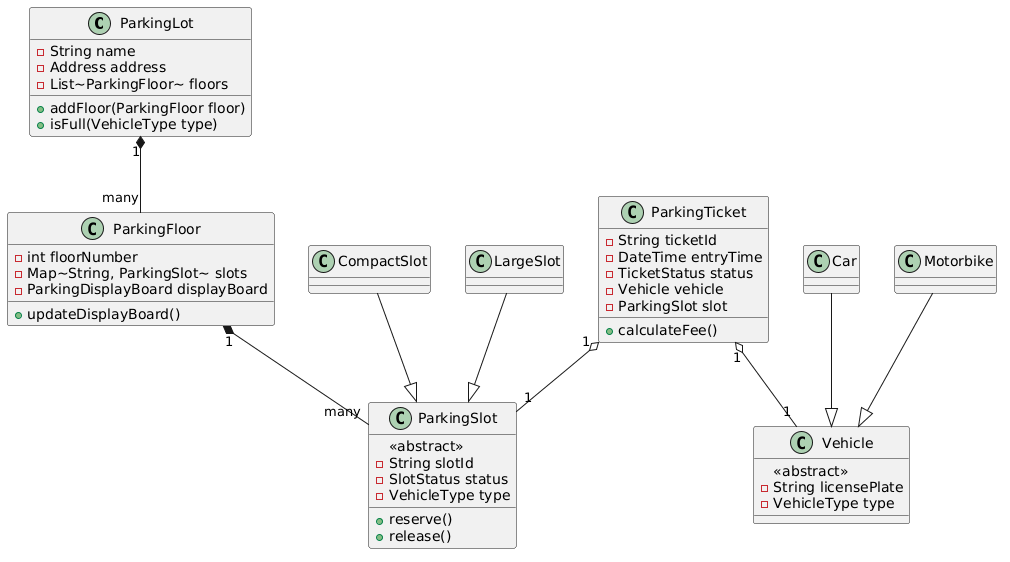 C ParkingLot
String name
Address address
List~ParkingFloor~ floors
addFloor(ParkingFloor floor)
isFull(VehicleType type)
1
many
C ParkingFloor
int floorNumber
Map~String, ParkingSlot~ slots
ParkingDisplayBoard displayBoard
updateDisplayBoard()
1
many
C CompactSlot
C LargeSlot
C ParkingTicket
String ticketId
DateTime entryTime
TicketStatus status
Vehicle vehicle
ParkingSlot slot
calculateFee()
1
1
1
1
C Car
C Motorbike
C ParkingSlot
«abstract»
String slotId
SlotStatus status
VehicleType type
reserve()
release()
C Vehicle
«abstract»
String licensePlate
VehicleType type